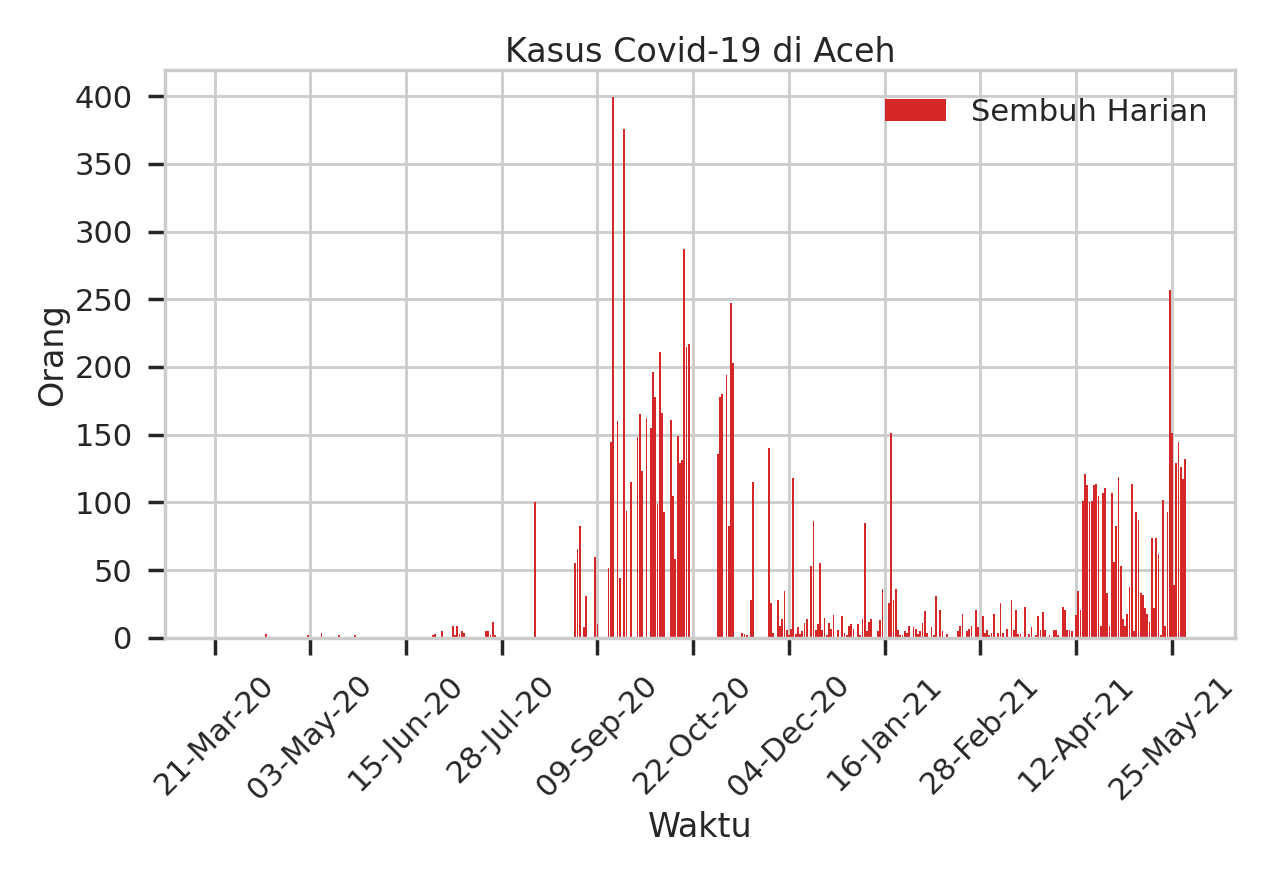 Kasus Covid-19 di Aceh
Sembuh Harian
Orang
400
350
300
250
200
150
100
50
0
21-Mar-20
03-May-20
15-Jun-20
28-Jul-20
09-Sep-20
22-Oct-20
04-Dec-20
16-Jan-21
28-Feb-21
12-Apr-21
25-May-21
Waktu